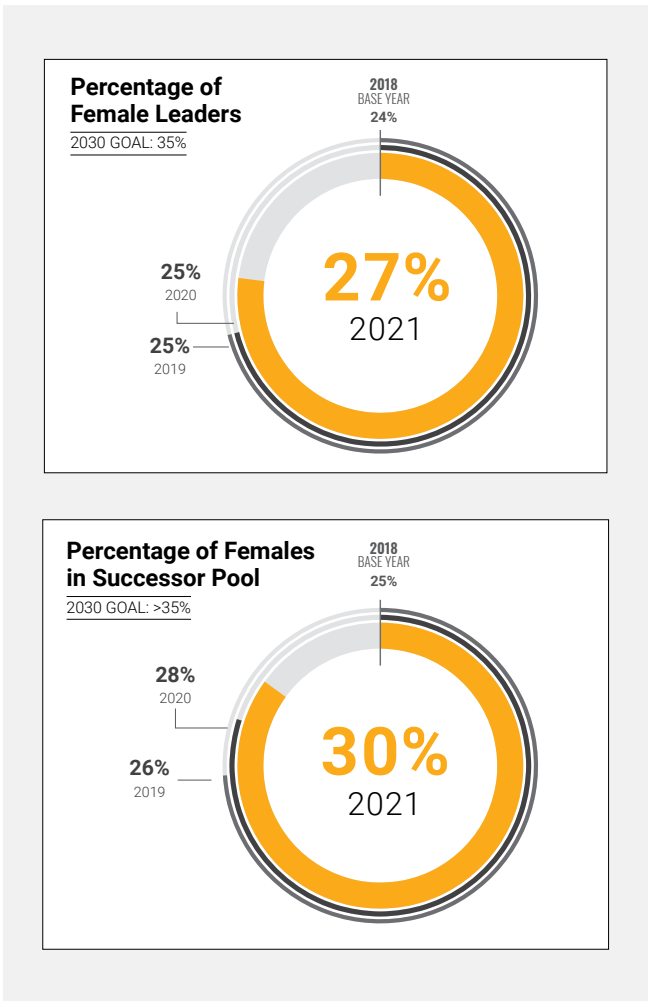 Percentage of
Female Leaders
2030 GOAL: 35%
2018
BASE YEAR
24%
25%
2020
25%
2019
27%
2021
Percentage of Females
in Successor Pool
2030 GOAL: >35%
2018
BASE YEAR
25%
28%
2020
26%
2019
30%
2021